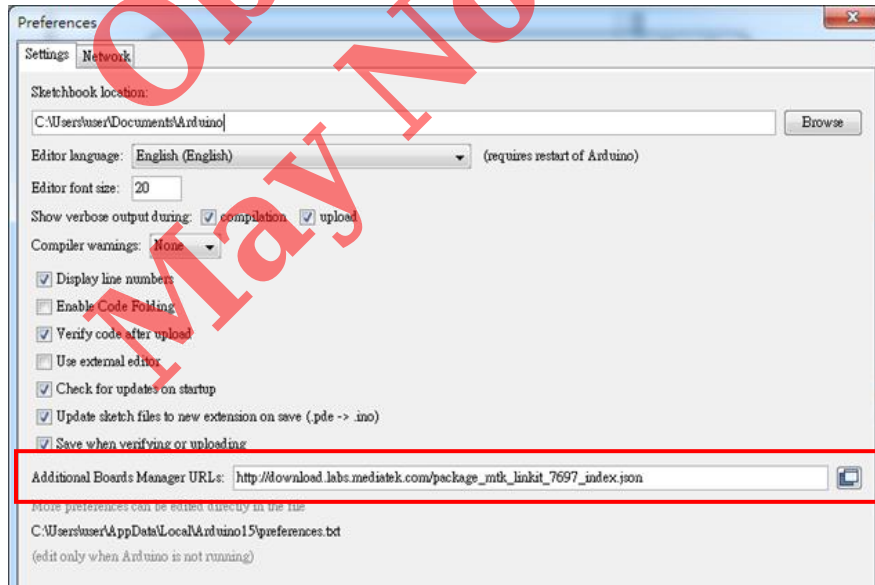 Preferences
Settings Network
Sketchbook location:
C:\Users\user\Documents\Arduino Browse
Editor language: English (English) (requires restart of Arduino)
Editor font size: 20
Show verbose output during: compilation upload
Compiler warnings: None
Display line numbers
Enable Code Folding
Verify code after upload
Use external editor
Check for updates on startup
Update sketch files to new extension on save (.pde -> .ino)
Save when verifying or uploading
Additional Boards Manager URLs: http://download.labs.mediatek.com/package_mtk_linkit_7697_index.json
More preferences can be edited directly in the file
C:\Users\user\AppData\Local\Arduino15\preferences.txt
(edit only when Arduino is not running)
May No